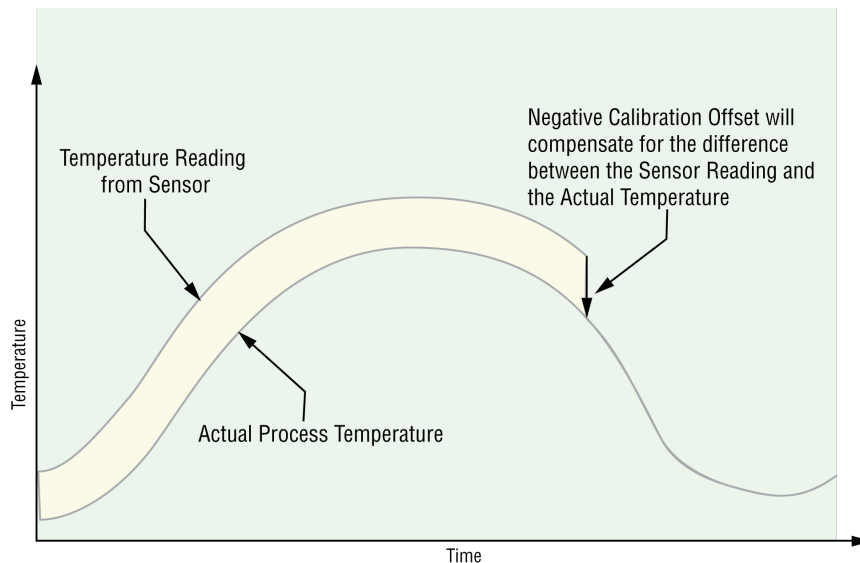 Negative Calibration Offset will
compensate for the difference
between the Sensor Reading and
the Actual Temperature
Temperature Reading
from Sensor
Temperature
Actual Process Temperature
Time